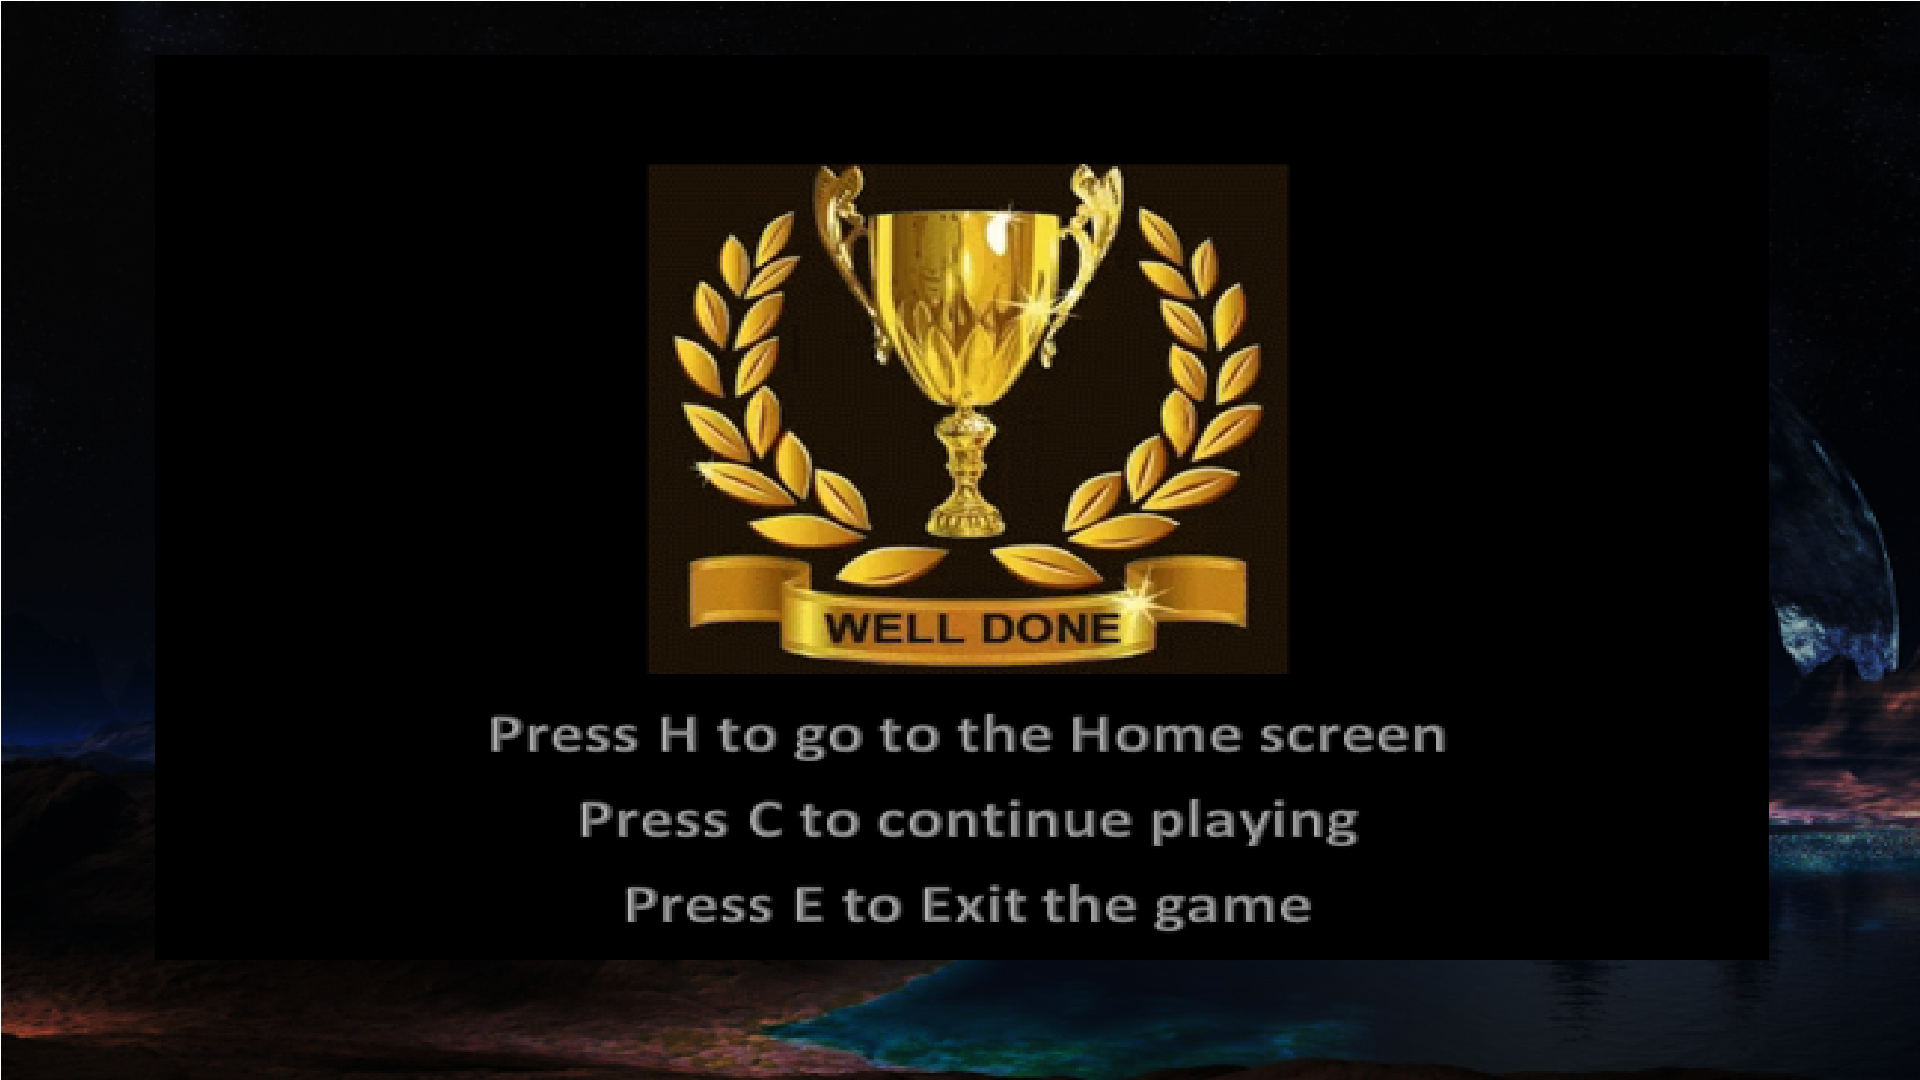 WELL DONE
Press H to go to the Home screen
Press C to continue playing
Press E to Exit the game